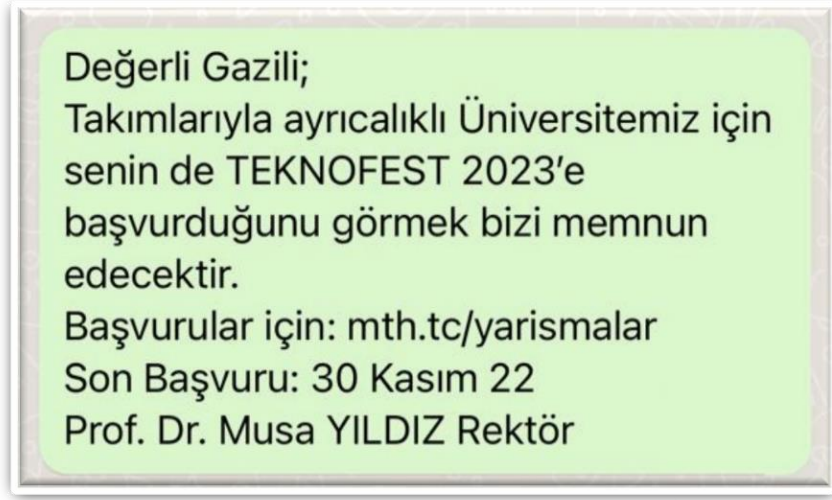 Değerli Gazili;
Takımlarıyla ayrıcalıklı Üniversitemiz için
senin de TEKNOFEST 2023’e
başvurduğunu görmek bizi memnun
edecektir.
Başvurular için: mth.tc/yarismalar
Son Başvuru: 30 Kasım 22
Prof. Dr. Musa YILDIZ Rektör